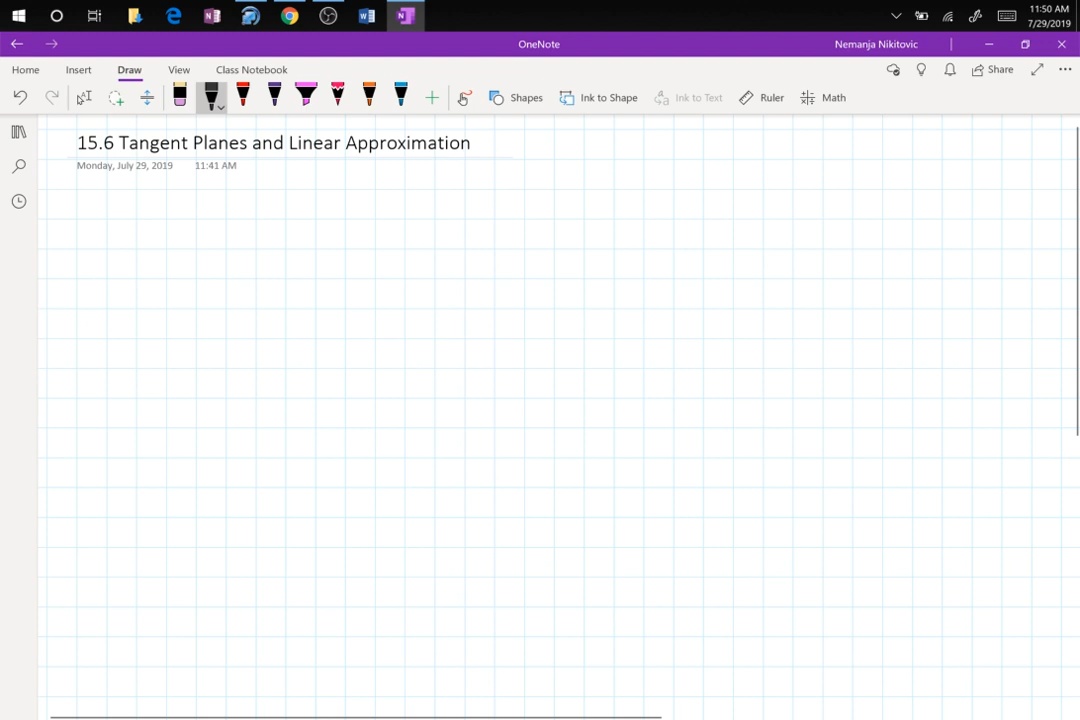 11:50 AM
7/29/2019
OneNote
Nemanja Nikitovic
Home Insert Draw View Class Notebook Share
Shapes Ink to Shape Ink to Text Ruler Math
15.6 Tangent Planes and Linear Approximation
Monday, July 29, 2019 11:41 AM